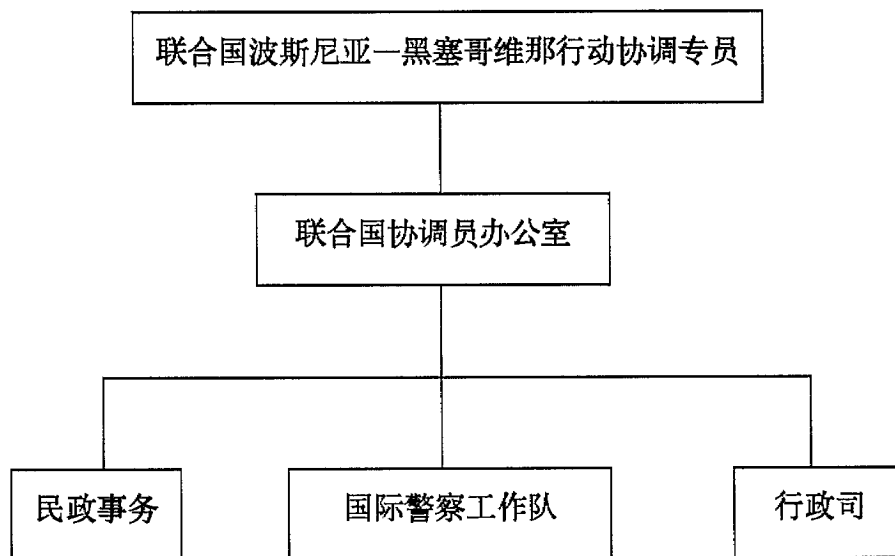 联合国波斯尼亚—黑塞哥维那行动协调专员
联合国协调员办公室
民政事务
国际警察工作队
行政司